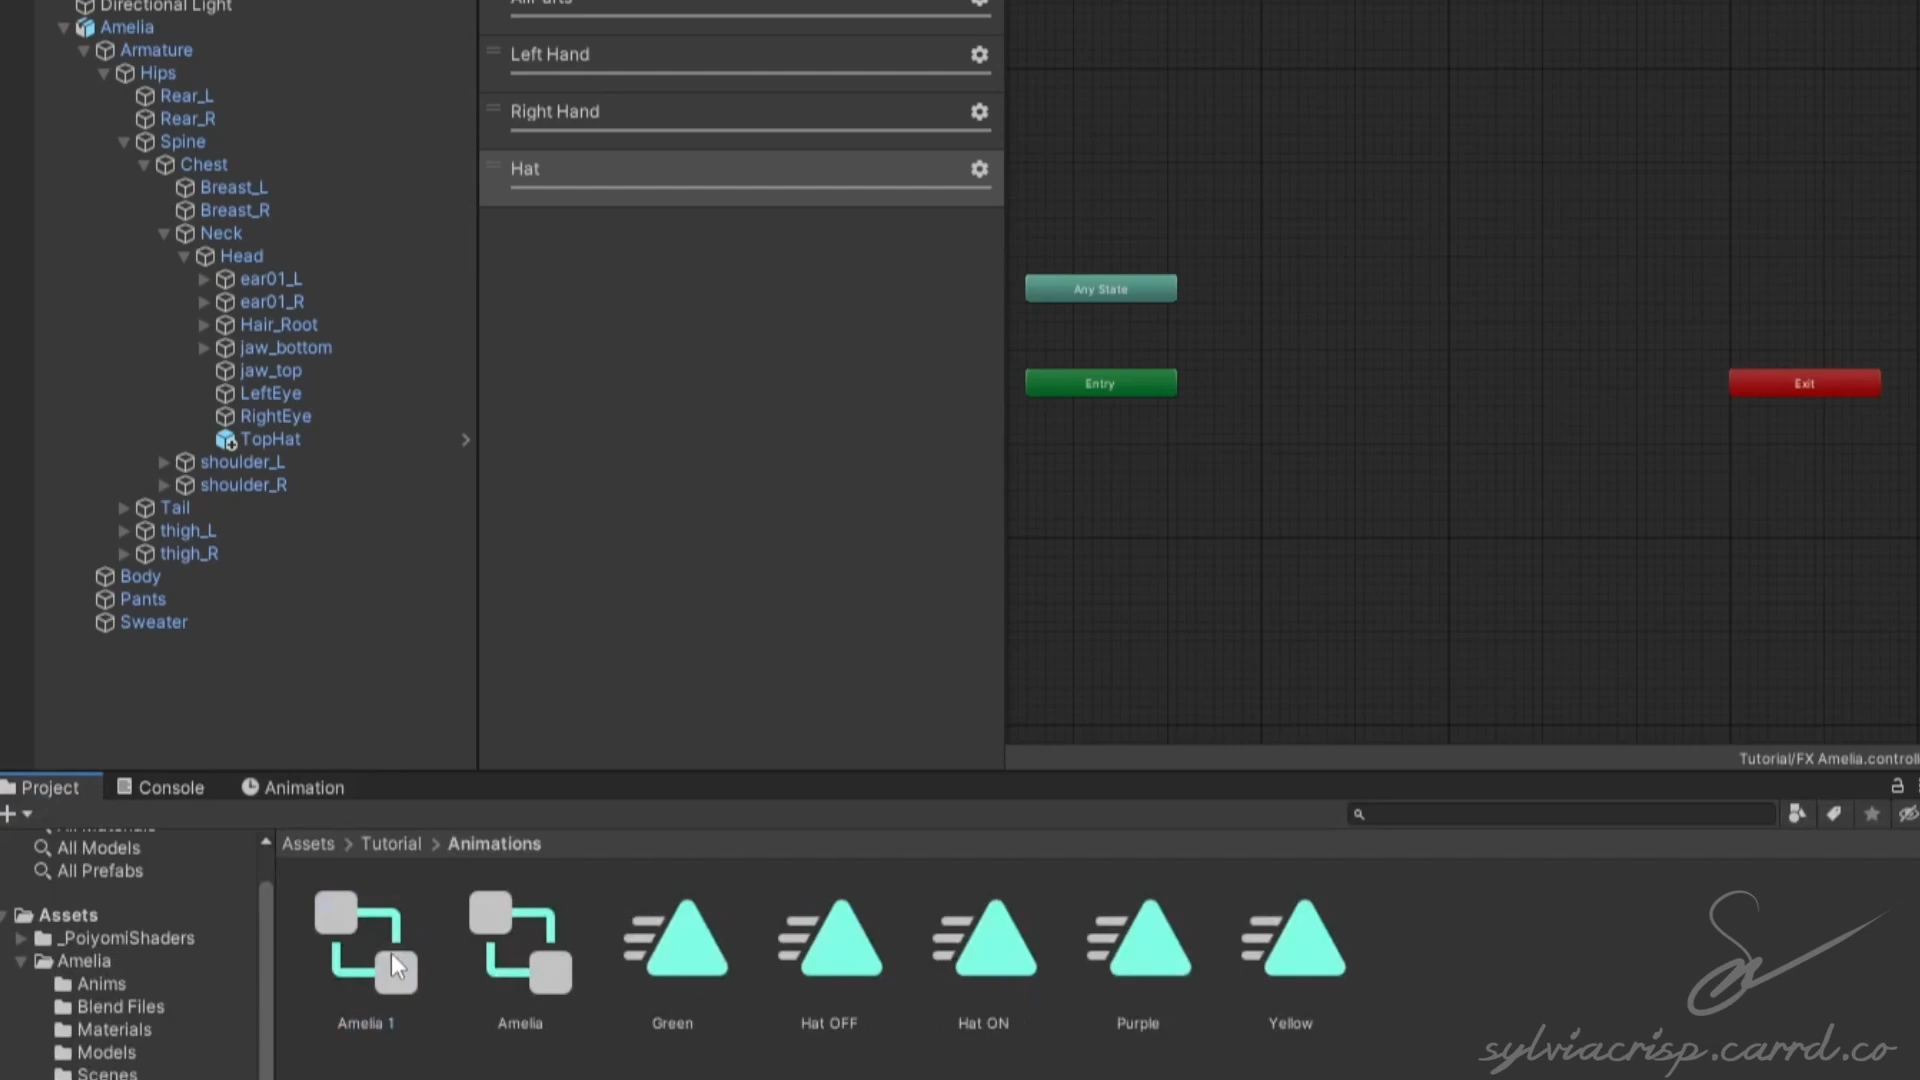 Directional Light
Amelia
Armature
Hips
Rear_L
Rear_R
Spine
Chest
Breast_L
Breast_R
Neck
Head
ear01_L
ear01_R
Hair_Root
jaw_bottom
jaw_top
LeftEye
RightEye
TopHat
shoulder_L
shoulder_R
Tail
thigh_L
thigh_R
Body
Pants
Sweater
Left Hand
Right Hand
Hat
Any State
Entry
Exit
Tutorial/FX Amelia.controll
Project
Console
Animation
All Models
All Prefabs
Assets
_PoiyomiShaders
Amelia
Anims
Blend Files
Materials
Models
Scenes
Assets > Tutorial > Animations
Amelia 1
Amelia
Green
Hat OFF
Hat ON
Purple
Yellow
sylviacrisp.carrd.co